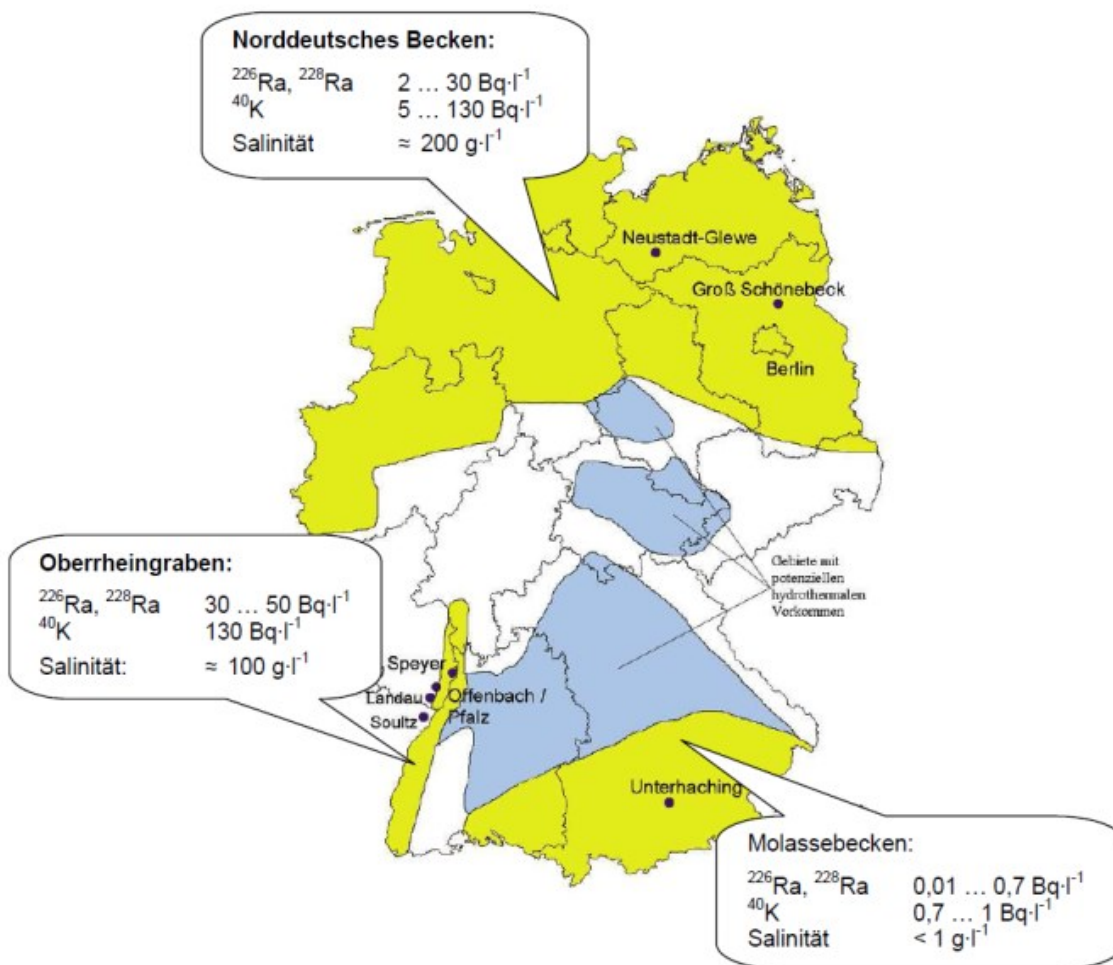 Norddeutsches Becken:
²²⁶Ra, ²²⁸Ra 2 … 30 Bq·l⁻¹
⁴⁰K 5 … 130 Bq·l⁻¹
Salinität ≈ 200 g·l⁻¹
Neustadt-Glewe
Groß Schönebeck
Berlin
Gebiete mit
potenziellen
hydrothermalen
Vorkommen
Oberrheingraben:
²²⁶Ra, ²²⁸Ra 30 … 50 Bq·l⁻¹
⁴⁰K 130 Bq·l⁻¹
Salinität: ≈ 100 g·l⁻¹
Speyer
Landau
Offenbach /
Pfalz
Soultz
Unterhaching
Molassebecken:
²²⁶Ra, ²²⁸Ra 0,01 … 0,7 Bq·l⁻¹
⁴⁰K 0,7 … 1 Bq·l⁻¹
Salinität < 1 g·l⁻¹